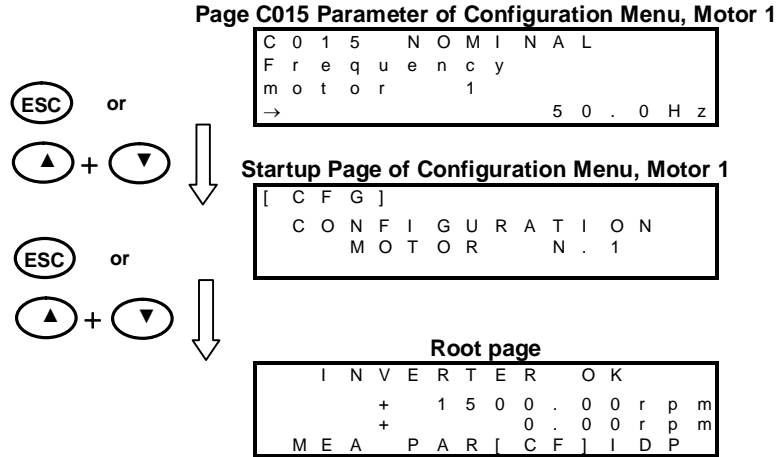 Page C015 Parameter of Configuration Menu, Motor 1
C015 NOMINAL
Frequency
motor 1
→ 50.0Hz
ESC or
▲ + ▼
Startup Page of Configuration Menu, Motor 1
[CFG]
CONFIGURATION
MOTOR N.1
ESC or
▲ + ▼
Root page
INVERTER OK
+ 1500.00rpm
+ 0.00rpm
MEA PAR[CF]IDP